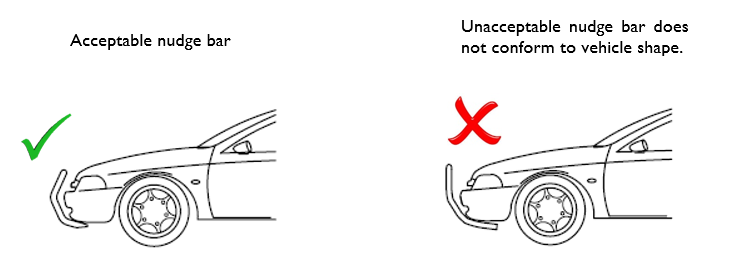 Acceptable nudge bar
Unacceptable nudge bar does
not conform to vehicle shape.